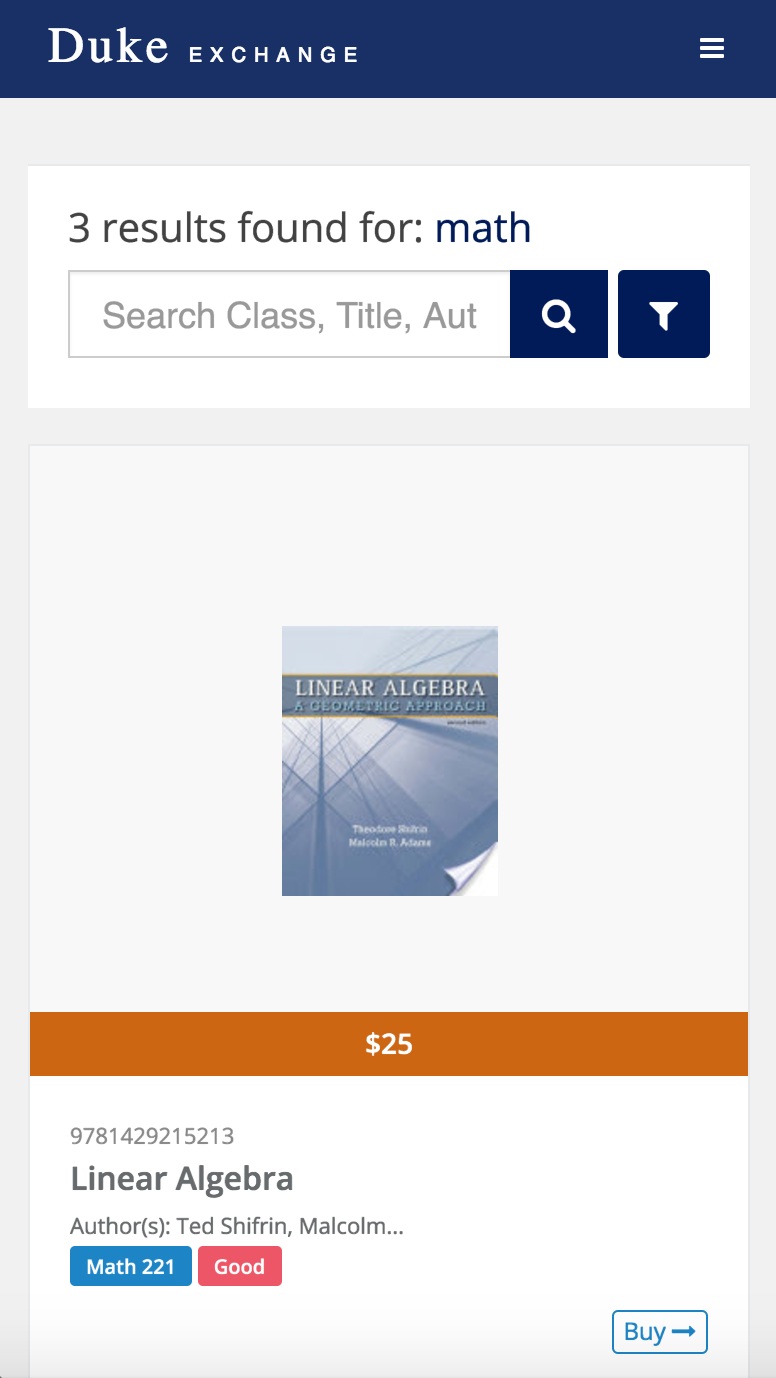 Duke EXCHANGE
3 results found for: math
Search Class, Title, Aut
LINEAR ALGEBRA
A GEOMETRIC APPROACH
second edition
Theodore Shifrin
Malcolm R. Adams
$25
9781429215213
Linear Algebra
Author(s): Ted Shifrin, Malcolm...
Math 221 Good
Buy